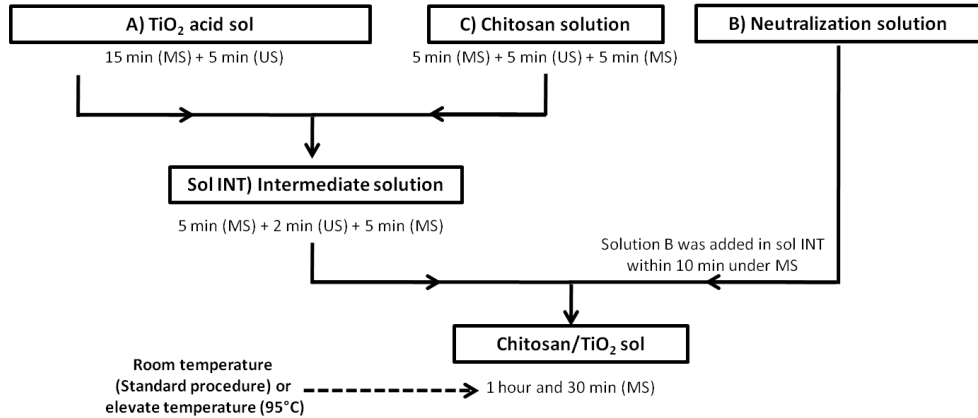 A) TiO₂ acid sol
15 min (MS) + 5 min (US)
C) Chitosan solution
5 min (MS) + 5 min (US) + 5 min (MS)
B) Neutralization solution
Sol INT) Intermediate solution
5 min (MS) + 2 min (US) + 5 min (MS)
Solution B was added in sol INT
within 10 min under MS
Chitosan/TiO₂ sol
1 hour and 30 min (MS)
Room temperature
(Standard procedure) or
elevate temperature (95°C)